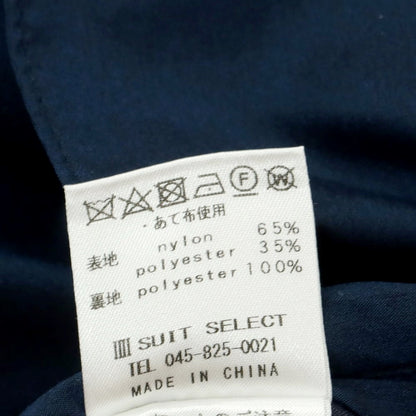 F W
・あて布使用
表地 nylon 65%
polyester 35%
裏地 polyester 100%
SUIT SELECT
TEL 045-825-0021
MADE IN CHINA